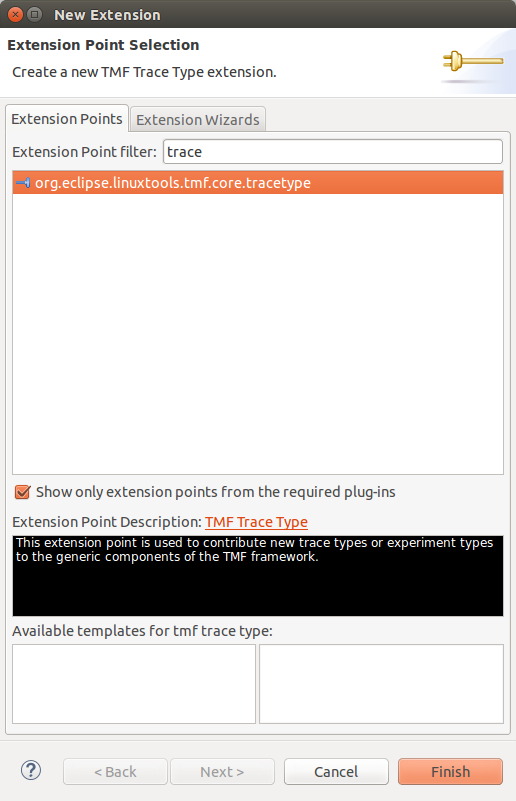 New Extension
Extension Point Selection
Create a new TMF Trace Type extension.
Extension Points
Extension Wizards
Extension Point filter: trace
org.eclipse.linuxtools.tmf.core.tracetype
Show only extension points from the required plug-ins
Extension Point Description: TMF Trace Type
This extension point is used to contribute new trace types or experiment types
to the generic components of the TMF framework.
Available templates for tmf trace type:
? < Back Next > Cancel Finish